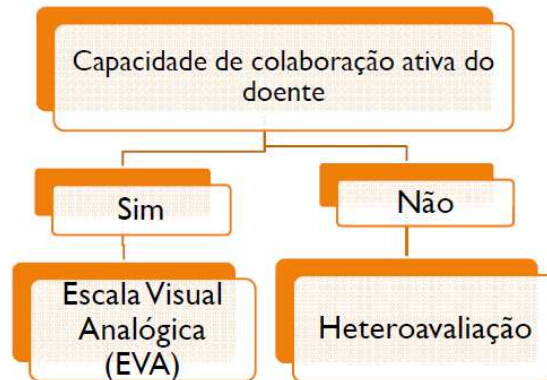 Capacidade de colaboração ativa do
doente
Sim
Não
Escala Visual
Analógica
(EVA)
Heteroavaliação